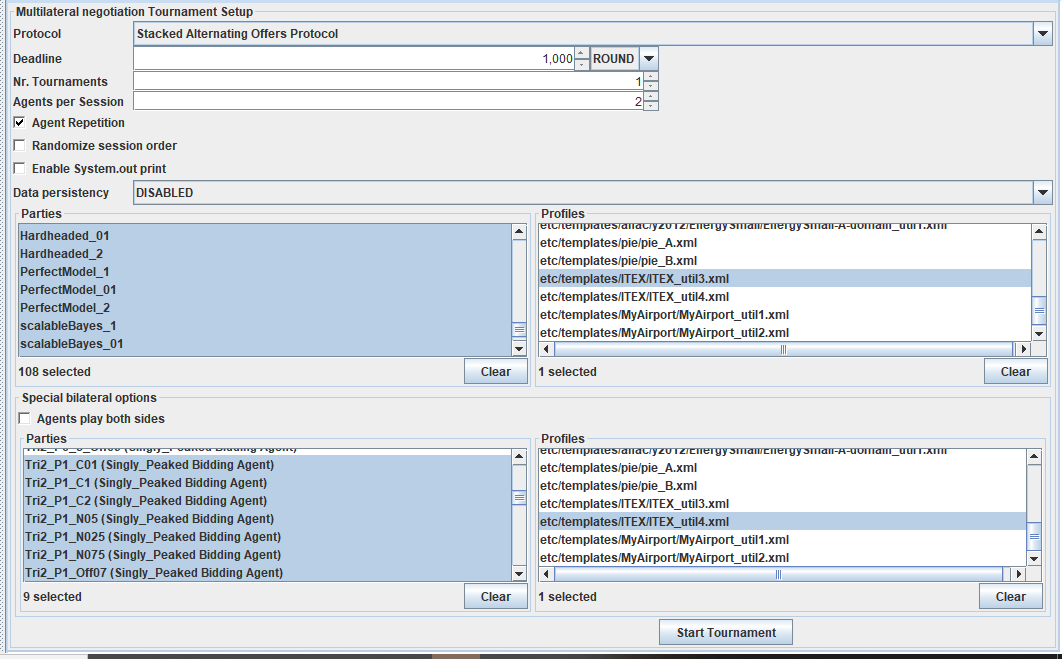 Multilateral negotiation Tournament Setup
Protocol Stacked Alternating Offers Protocol
Deadline 1,000 ROUND
Nr. Tournaments 1
Agents per Session 2
Agent Repetition
Randomize session order
Enable System.out print
Data persistency DISABLED
Parties
Hardheaded_01
Hardheaded_2
PerfectModel_1
PerfectModel_01
PerfectModel_2
scalableBayes_1
scalableBayes_01
108 selected
Clear
Profiles
etc/templates/pie/pie_A.xml
etc/templates/pie/pie_B.xml
etc/templates/ITEX/ITEX_util3.xml
etc/templates/ITEX/ITEX_util4.xml
etc/templates/MyAirport/MyAirport_util1.xml
etc/templates/MyAirport/MyAirport_util2.xml
1 selected
Clear
Special bilateral options
Agents play both sides
Parties
(Singly_Peaked Bidding Agent)
Tri2_P1_C01 (Singly_Peaked Bidding Agent)
Tri2_P1_C1 (Singly_Peaked Bidding Agent)
Tri2_P1_C2 (Singly_Peaked Bidding Agent)
Tri2_P1_N05 (Singly_Peaked Bidding Agent)
Tri2_P1_N025 (Singly_Peaked Bidding Agent)
Tri2_P1_N075 (Singly_Peaked Bidding Agent)
Tri2_P1_Off07 (Singly_Peaked Bidding Agent)
9 selected
Clear
Profiles
etc/templates/pie/pie_A.xml
etc/templates/pie/pie_B.xml
etc/templates/ITEX/ITEX_util3.xml
etc/templates/ITEX/ITEX_util4.xml
etc/templates/MyAirport/MyAirport_util1.xml
etc/templates/MyAirport/MyAirport_util2.xml
1 selected
Clear
Start Tournament